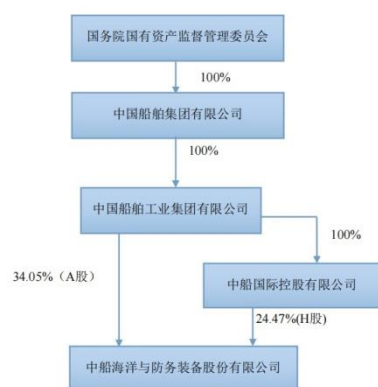 国务院国有资产监督管理委员会
100%
中国船舶集团有限公司
100%
中国船舶工业集团有限公司
100%
34.05%（A股）
中船国际控股有限公司
24.47%(H股)
中船海洋与防务装备股份有限公司